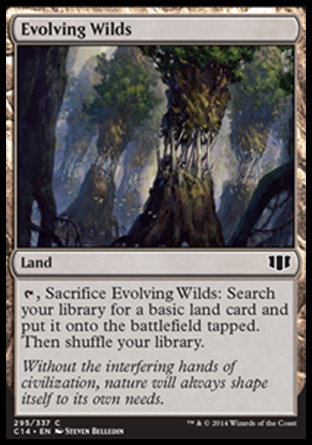 Evolving Wilds
Land
, Sacrifice Evolving Wilds: Search
your library for a basic land card and
put it onto the battlefield tapped.
Then shuffle your library.
Without the interfering hands of
civilization, nature will always shape
itself to its own needs.
295/337 C
C14 • EN Steven Belledin
™ & © 2014 Wizards of the Coast